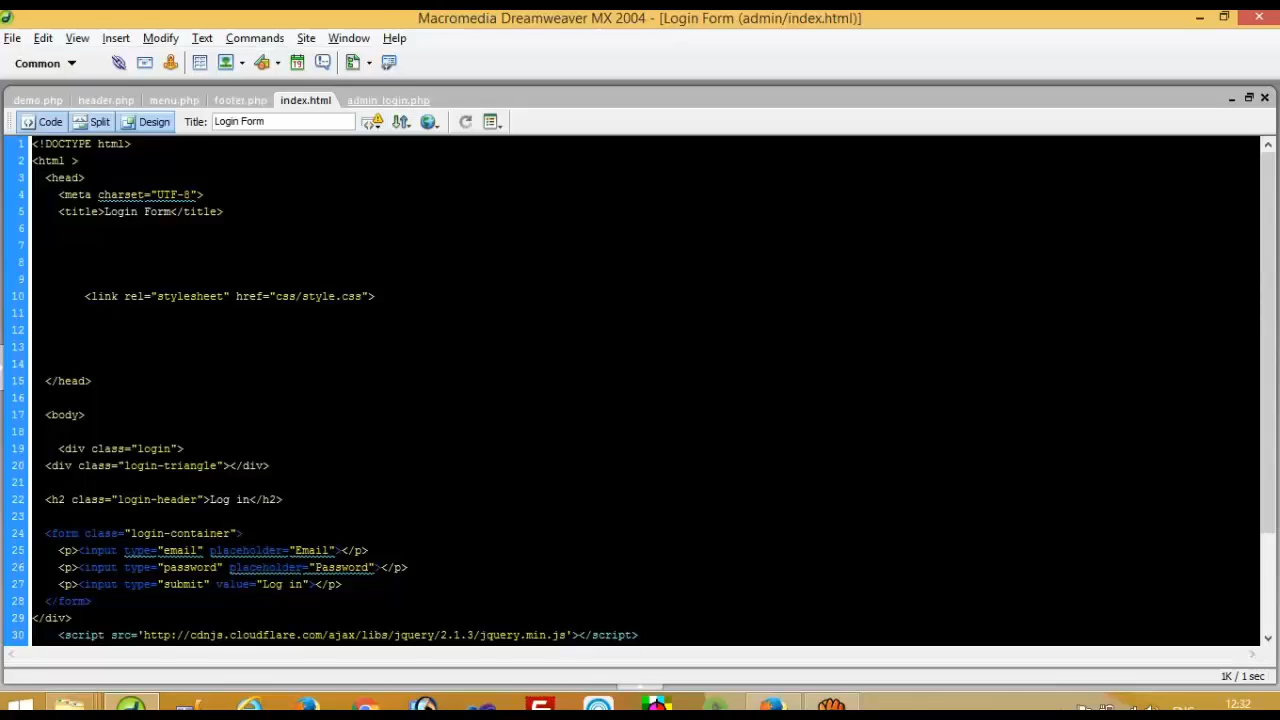 Macromedia Dreamweaver MX 2004 - [Login Form (admin/index.html)]
File Edit View Insert Modify Text Commands Site Window Help
Common
demo.php header.php menu.php footer.php index.html admin_login.php
Code Split Design Title: Login Form
1 <!DOCTYPE html>
2 <html >
3 <head>
4 <meta charset="UTF-8">
5 <title>Login Form</title>
6
7
8
9
10 <link rel="stylesheet" href="css/style.css">
11
12
13
14
15 </head>
16
17 <body>
18
19 <div class="login">
20 <div class="login-triangle"></div>
21
22 <h2 class="login-header">Log in</h2>
23
24 <form class="login-container">
25 <p><input type="email" placeholder="Email"></p>
26 <p><input type="password" placeholder="Password"></p>
27 <p><input type="submit" value="Log in"></p>
28 </form>
29 </div>
30 <script src='http://cdnjs.cloudflare.com/ajax/libs/jquery/2.1.3/jquery.min.js'></script>
1K / 1 sec
12:32